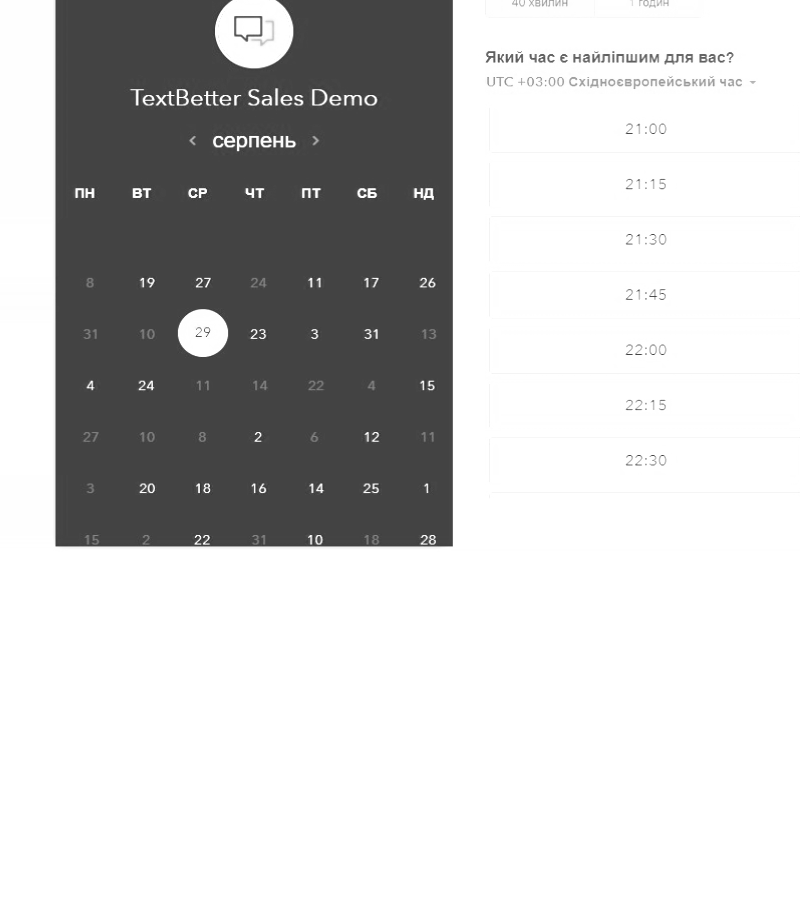 TextBetter Sales Demo
серпень
ПН ВТ СР ЧТ ПТ СБ НД
8 19 27 24 11 17 26
31 10 29 23 3 31 13
4 24 11 14 22 4 15
27 10 8 2 6 12 11
3 20 18 16 14 25 1
15 2 22 31 10 18 28
40 хвилин 1 годин
Який час є найліпшим для вас?
UTC +03:00 Східноєвропейський час
21:00
21:15
21:30
21:45
22:00
22:15
22:30